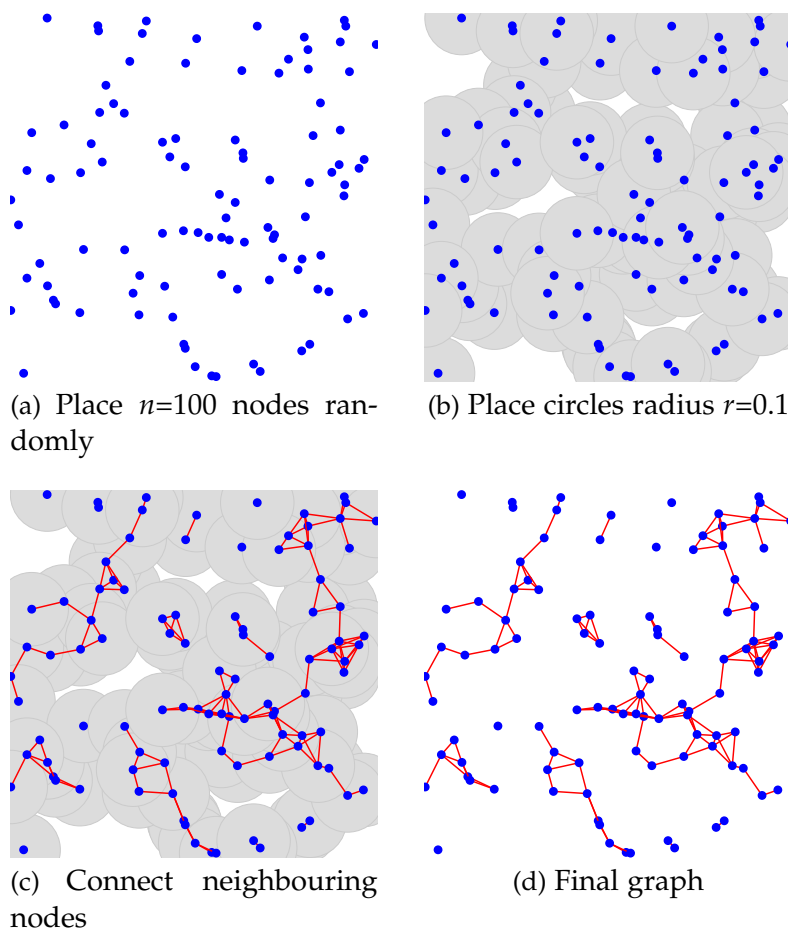 (a) Place n=100 nodes ran-
domly
(b) Place circles radius r=0.1
(c) Connect neighbouring
nodes
(d) Final graph